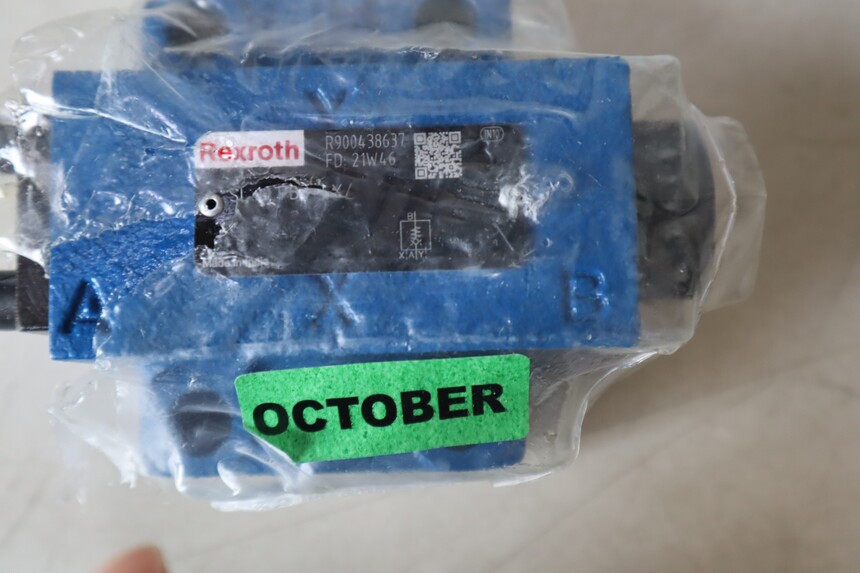 Y
Rexroth
R900438637
FD: 21W46
B
X A Y
A
X
B
OCTOBER